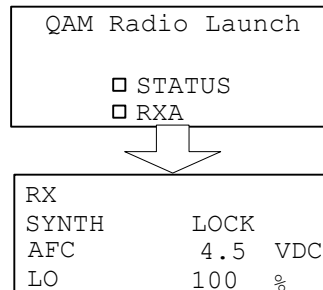 QAM Radio Launch
STATUS
RXA
RX
SYNTH LOCK
AFC 4.5 VDC
LO 100 %